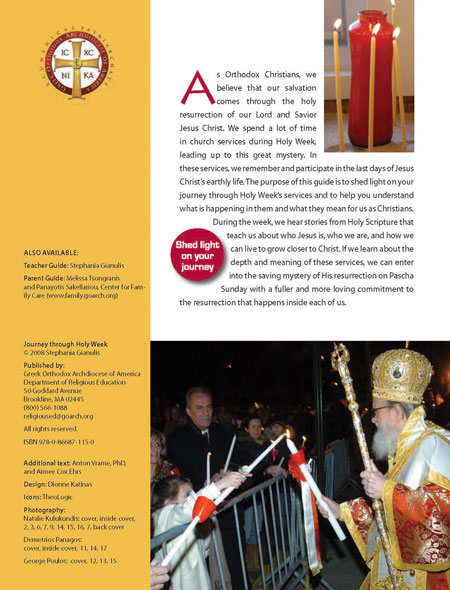 ECUMENICAL PATRIARCHATE
GREEK ORTHODOX ARCHDIOCESE OF AMERICA
IC XC
NI KA
As Orthodox Christians, we
believe that our salvation
comes through the holy
resurrection of our Lord and Savior
Jesus Christ. We spend a lot of time
in church services during Holy Week,
leading up to this great mystery. In
these services, we remember and participate in the last days of Jesus
Christ's earthly life. The purpose of this guide is to shed light on your
journey through Holy Week's services and to help you understand
what is happening in them and what they mean for us as Christians.
During the week, we hear stories from Holy Scripture that
teach us about who Jesus is, who we are, and how we
can live to grow closer to Christ. If we learn about the
depth and meaning of these services, we can enter
into the saving mystery of His resurrection on Pascha
Sunday with a fuller and more loving commitment to
the resurrection that happens inside each of us.
Shed light
on your
journey
ALSO AVAILABLE:
Teacher Guide: Stephania Gianulis
Parent Guide: Melissa Tsongranis
and Panayotis Sakellariou, Center for Fam-
ily Care (www.family.goarch.org)
Journey through Holy Week
© 2008 Stephania Gianulis
Published by:
Greek Orthodox Archdiocese of America
Department of Religious Education
50 Goddard Avenue
Brookline, MA 02445
(800) 566-1088
religioused@goarch.org
All rights reserved.
ISBN 978-0-86687-115-0
Additional text: Anton Vrame, PhD,
and Aimee Cox Ehrs
Design: Dionne Katinas
Icons: TheoLogic
Photography:
Natalie Kulukundis: cover, inside cover,
2, 3, 6, 7, 9, 14, 15, 16, 7, back cover
Demetrios Panagos:
cover, inside cover, 11, 14, 17
George Poulos: cover, 12, 13, 15